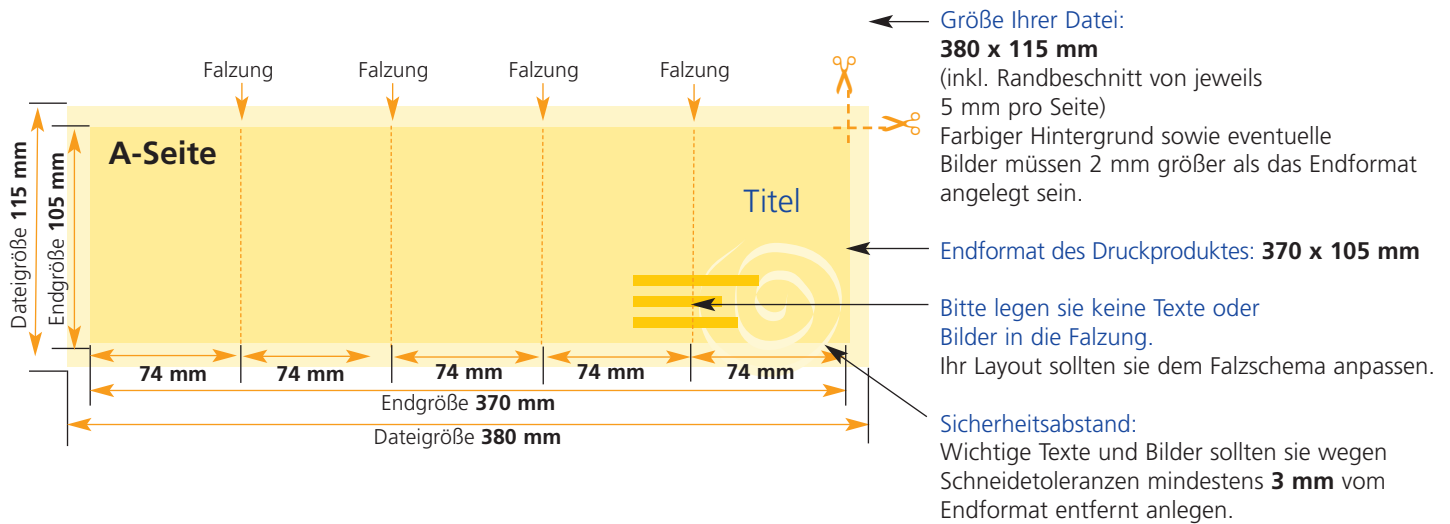 Falzung
Falzung
Falzung
Falzung
A-Seite
Titel
Dateigröße 115 mm
Endgröße 105 mm
74 mm
74 mm
74 mm
74 mm
74 mm
Endgröße 370 mm
Dateigröße 380 mm
Größe Ihrer Datei:
380 x 115 mm
(inkl. Randbeschnitt von jeweils
5 mm pro Seite)
Farbiger Hintergrund sowie eventuelle
Bilder müssen 2 mm größer als das Endformat
angelegt sein.
Endformat des Druckproduktes: 370 x 105 mm
Bitte legen sie keine Texte oder
Bilder in die Falzung.
Ihr Layout sollten sie dem Falzschema anpassen.
Sicherheitsabstand:
Wichtige Texte und Bilder sollten sie wegen
Schneidetoleranzen mindestens 3 mm vom
Endformat entfernt anlegen.